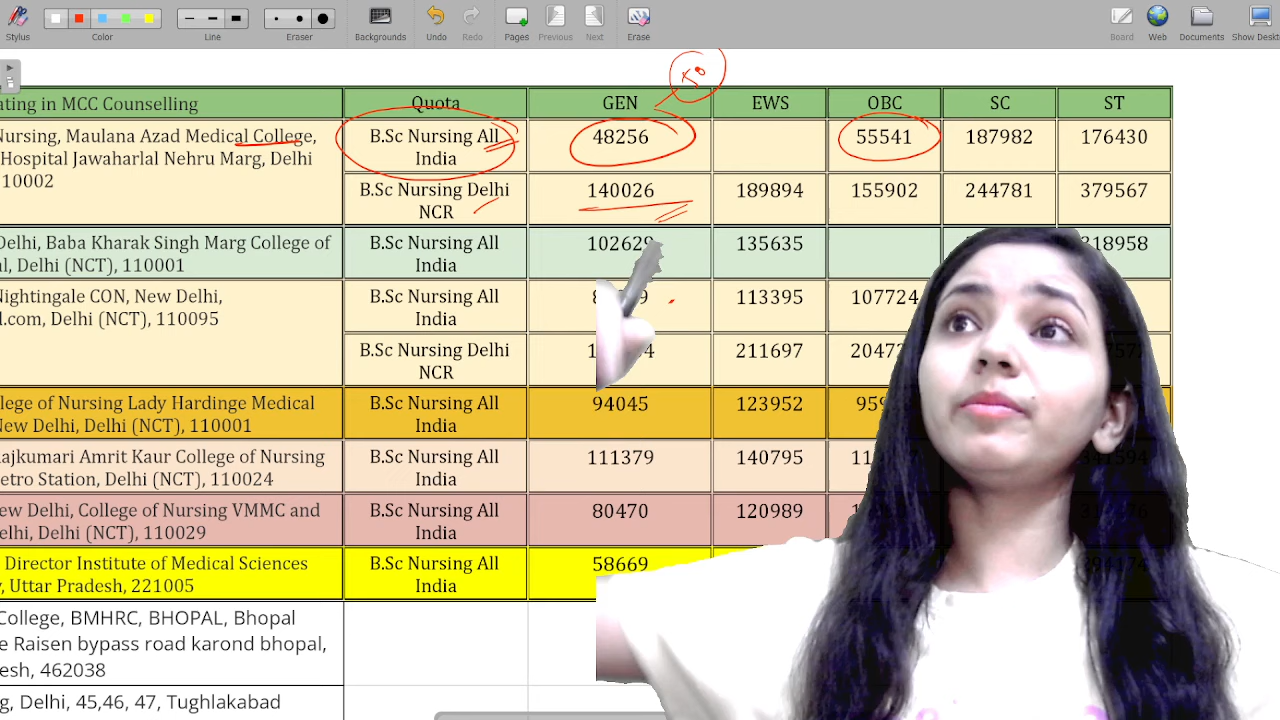 Stylus Color Line Eraser Backgrounds Undo Redo Pages Previous Next Erase Board Web Documents Show Deskt
ating in MCC Counselling Quota GEN EWS OBC SC ST
Nursing, Maulana Azad Medical College, B.Sc Nursing All 48256 55541 187982 176430
Hospital Jawaharlal Nehru Marg, Delhi India
10002
B.Sc Nursing Delhi 140026 189894 155902 244781 379567
NCR
Delhi, Baba Kharak Singh Marg College of B.Sc Nursing All 102629 135635 318958
al, Delhi (NCT), 110001 India
Nightingale CON, New Delhi, B.Sc Nursing All 113395 107724
l.com, Delhi (NCT), 110095 India
B.Sc Nursing Delhi 211697
NCR
llege of Nursing Lady Hardinge Medical B.Sc Nursing All 94045 123952
New Delhi, Delhi (NCT), 110001 India
ajkumari Amrit Kaur College of Nursing B.Sc Nursing All 111379 140795
etro Station, Delhi (NCT), 110024 India
ew Delhi, College of Nursing VMMC and B.Sc Nursing All 80470 120989
elhi, Delhi (NCT), 110029 India
Director Institute of Medical Sciences B.Sc Nursing All 58669
, Uttar Pradesh, 221005 India
College, BMHRC, BHOPAL, Bhopal
e Raisen bypass road karond bhopal,
esh, 462038
g, Delhi, 45,46, 47, Tughlakabad